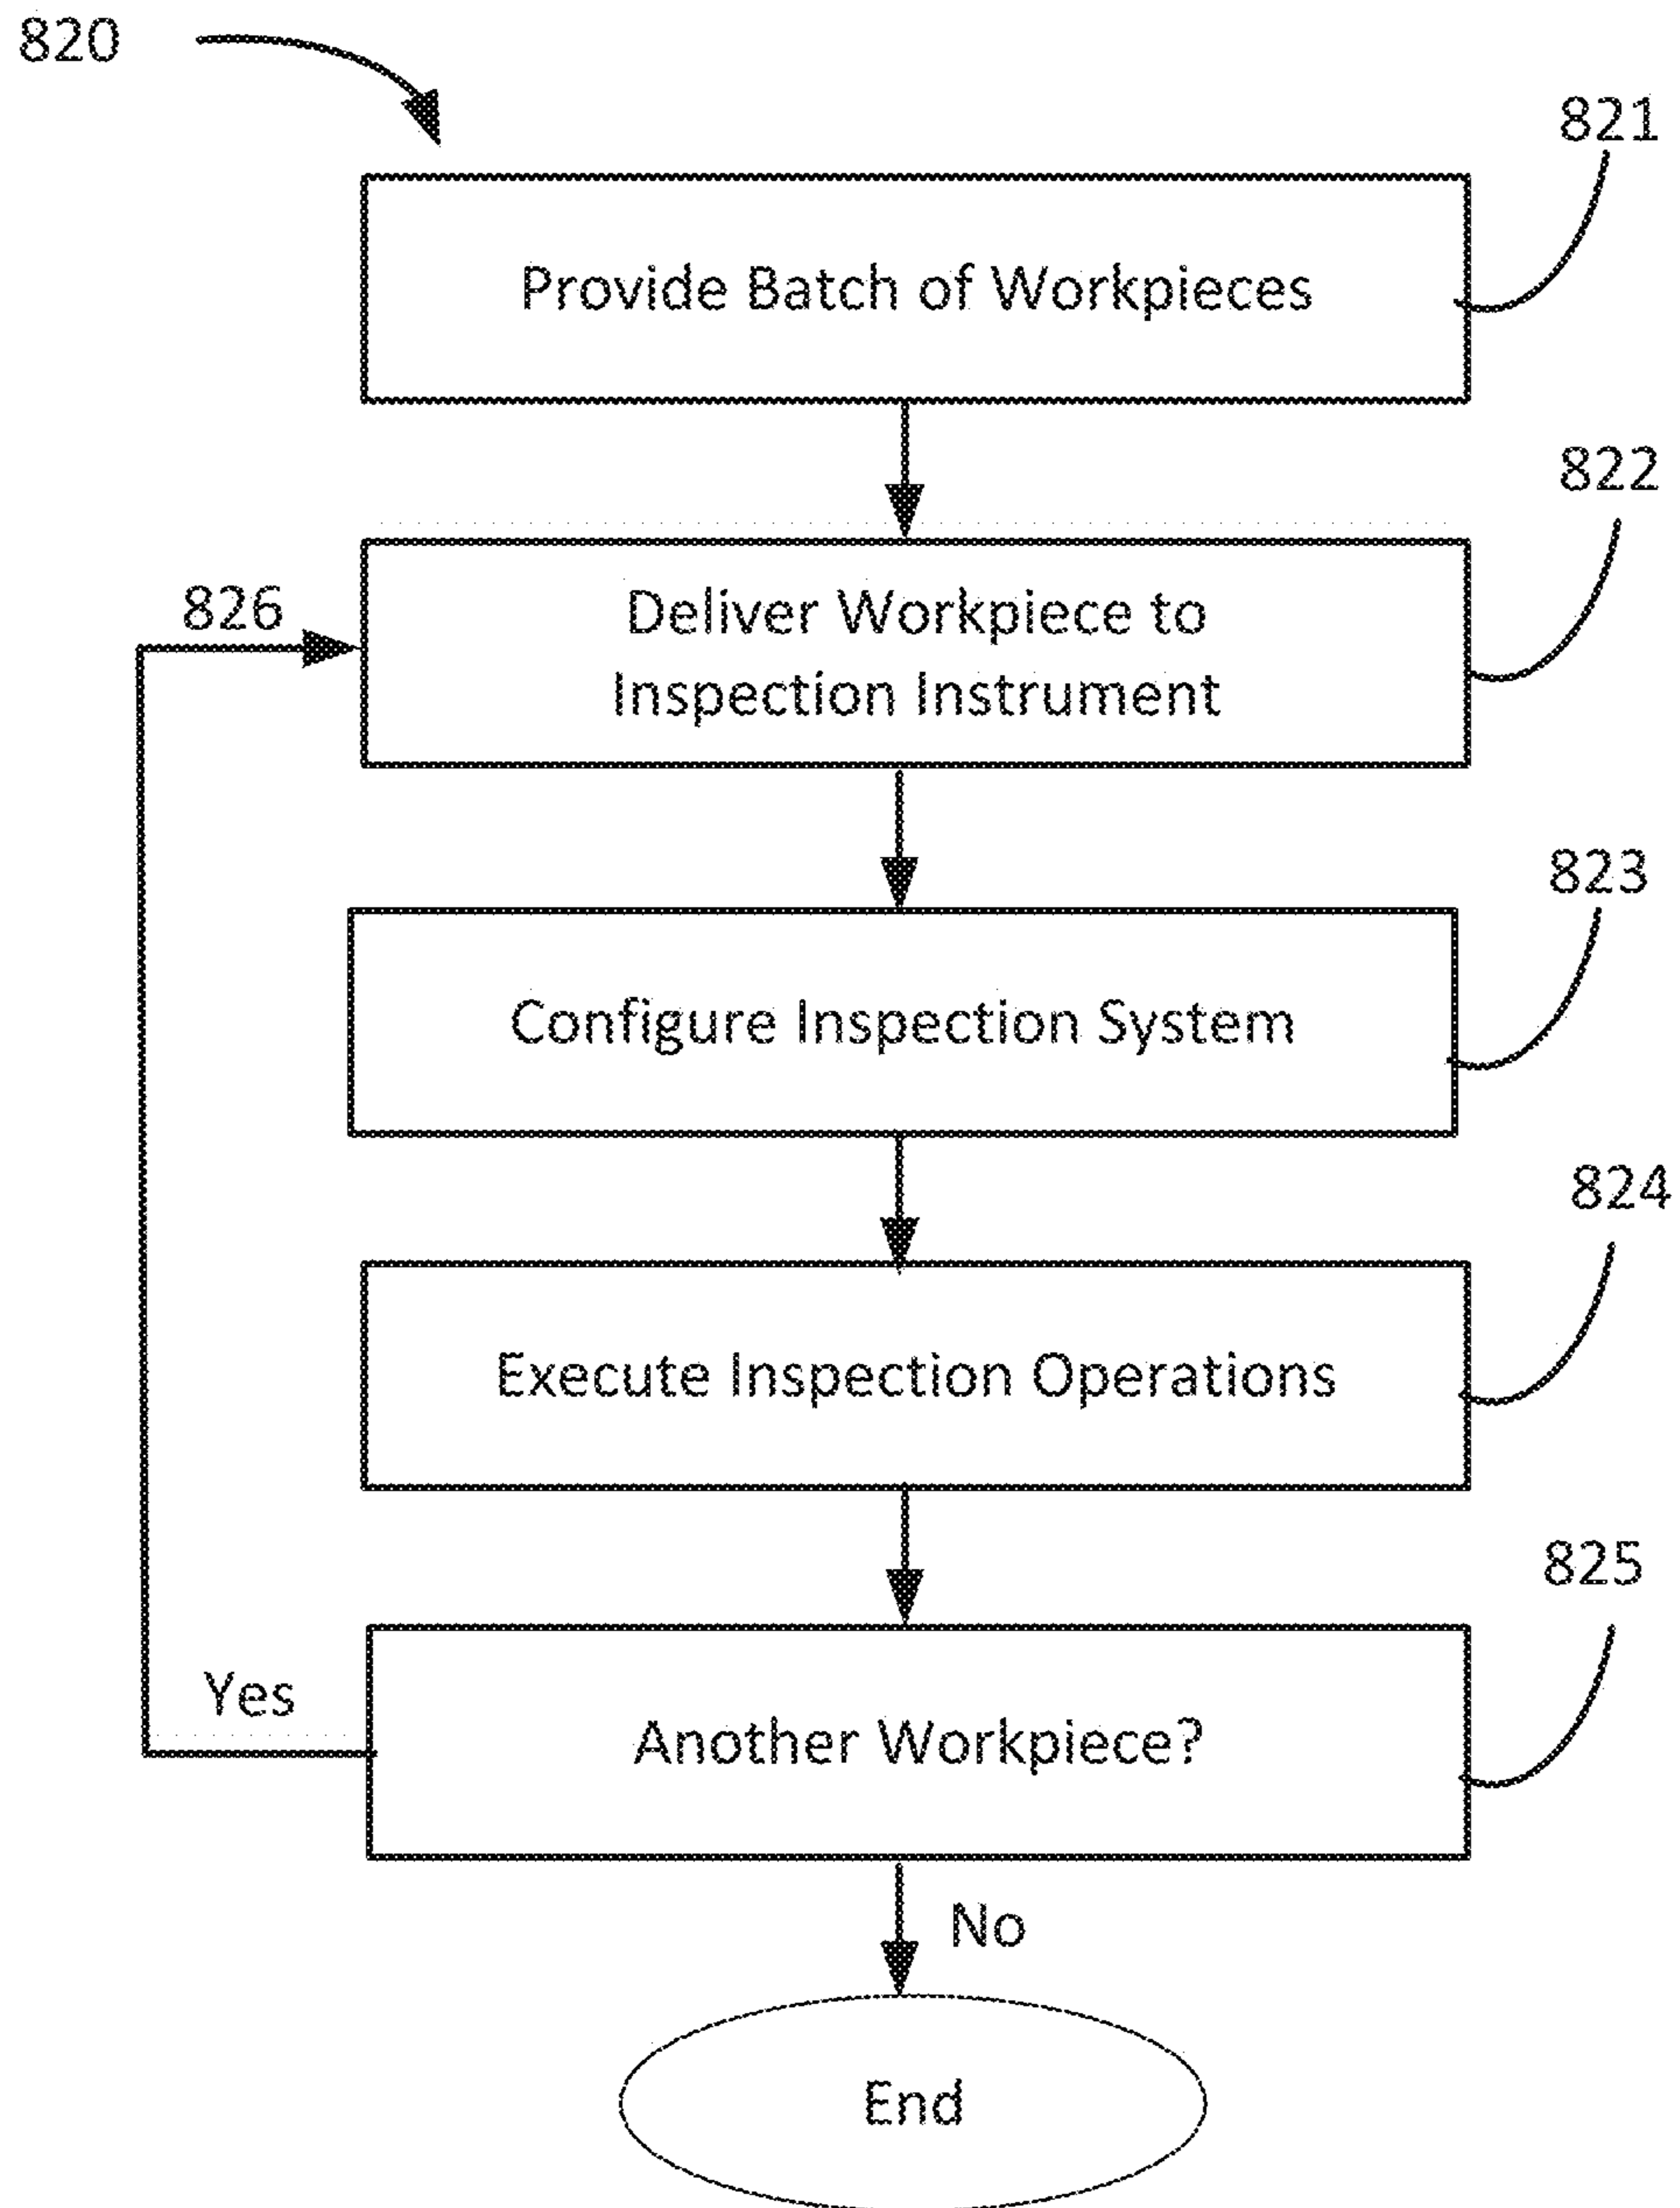 820
821
Provide Batch of Workpieces
822
826
Deliver Workpiece to
Inspection Instrument
823
Configure Inspection System
824
Execute Inspection Operations
825
Yes
Another Workpiece?
No
End